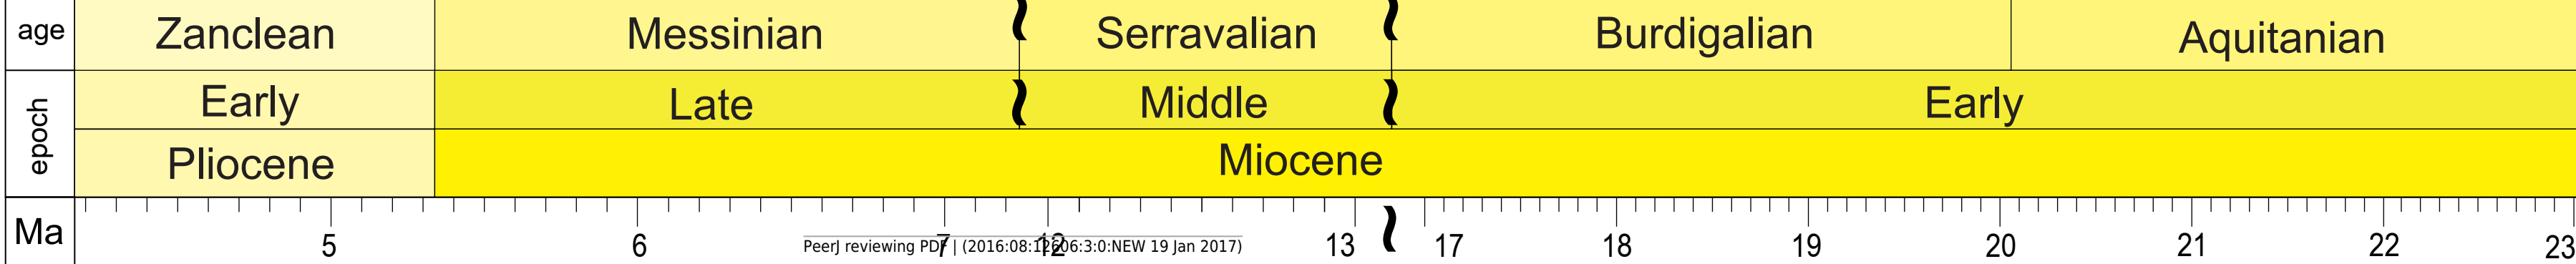 age Zanclean Messinian Serravalian Burdigalian Aquitanian
epoch Early Late Middle Early
Pliocene Miocene
Ma 5 6 7 12 13 17 18 19 20 21 22 23
PeerJ reviewing PDF | (2016:08:12606:3:0:NEW 19 Jan 2017)